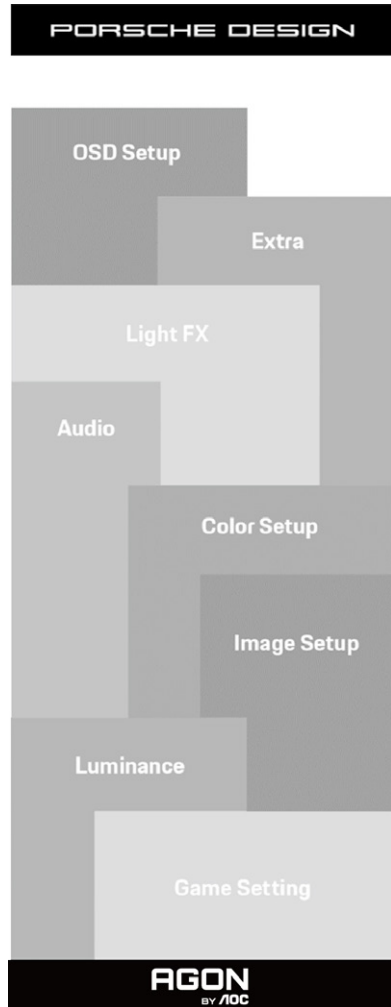 PORSCHE DESIGN
OSD Setup
Extra
Light FX
Audio
Color Setup
Image Setup
Luminance
Game Setting
AGON
BY AOC